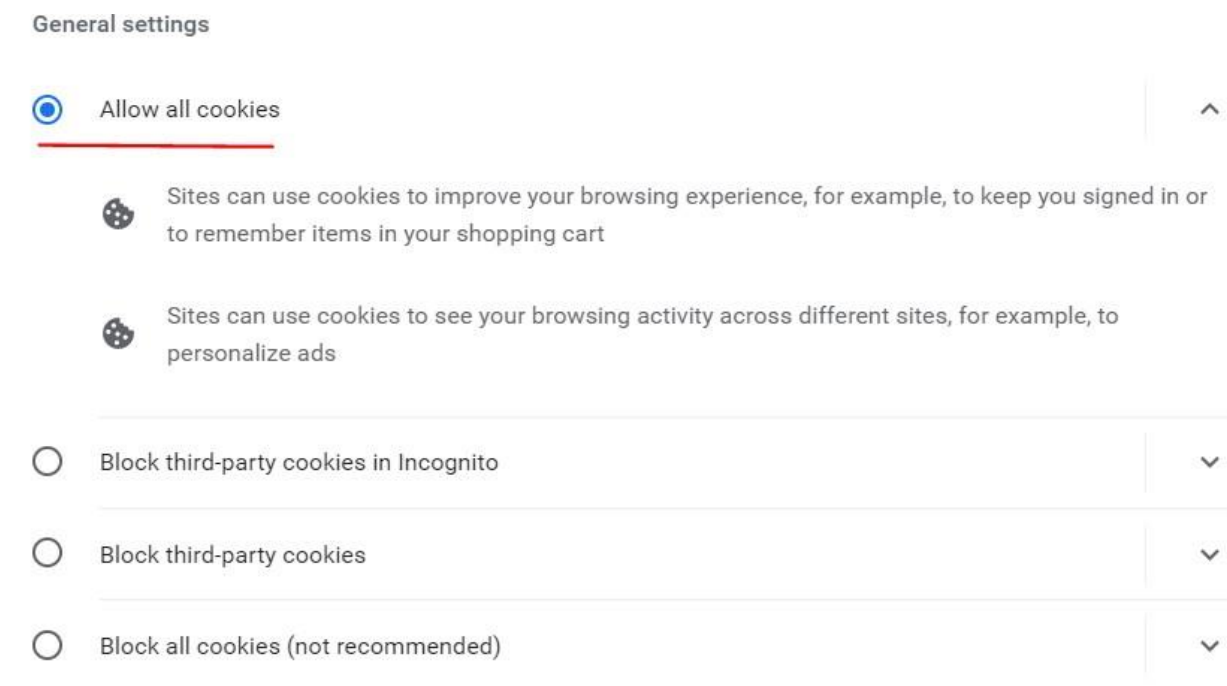 General settings
Allow all cookies
Sites can use cookies to improve your browsing experience, for example, to keep you signed in or
to remember items in your shopping cart
Sites can use cookies to see your browsing activity across different sites, for example, to
personalize ads
Block third-party cookies in Incognito
Block third-party cookies
Block all cookies (not recommended)